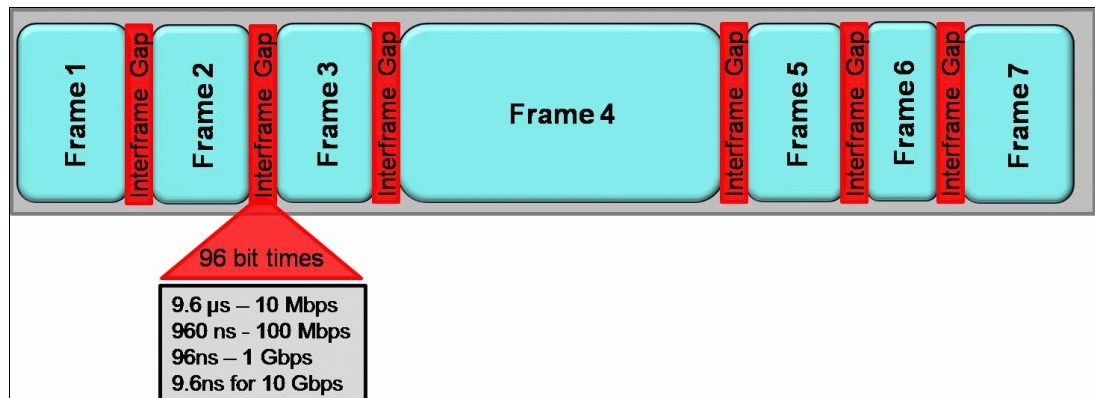 Frame 1
Interframe Gap
Frame 2
Interframe Gap
Frame 3
Interframe Gap
Frame 4
Interframe Gap
Frame 5
Interframe Gap
Frame 6
Interframe Gap
Frame 7
96 bit times
9.6 µs – 10 Mbps
960 ns - 100 Mbps
96ns – 1 Gbps
9.6ns for 10 Gbps